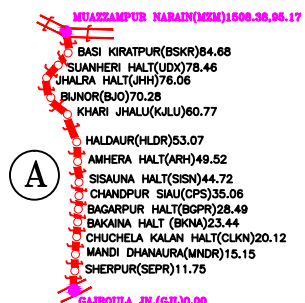 MUAZZAMPUR NARAIN(MZM)1508.38,95.17
BASI KIRATPUR(BSKR)84.68
SUANHERI HALT(UDX)78.46
JHALRA HALT(JHH)76.06
BIJNOR(BJO)70.28
KHARI JHALU(KJLU)60.77
HALDAUR(HLDR)53.07
AMHERA HALT(ARH)49.52
A
SISAUNA HALT(SISN)44.72
CHANDPUR SIAU(CPS)35.06
BAGARPUR HALT(BGPR)28.49
BAKAINA HALT (BKNA)23.44
CHUCHELA KALAN HALT(CLKN)20.12
MANDI DHANAURA(MNDR)15.15
SHERPUR(SEPR)11.75
GAJROULA JN.(GJL)0.00